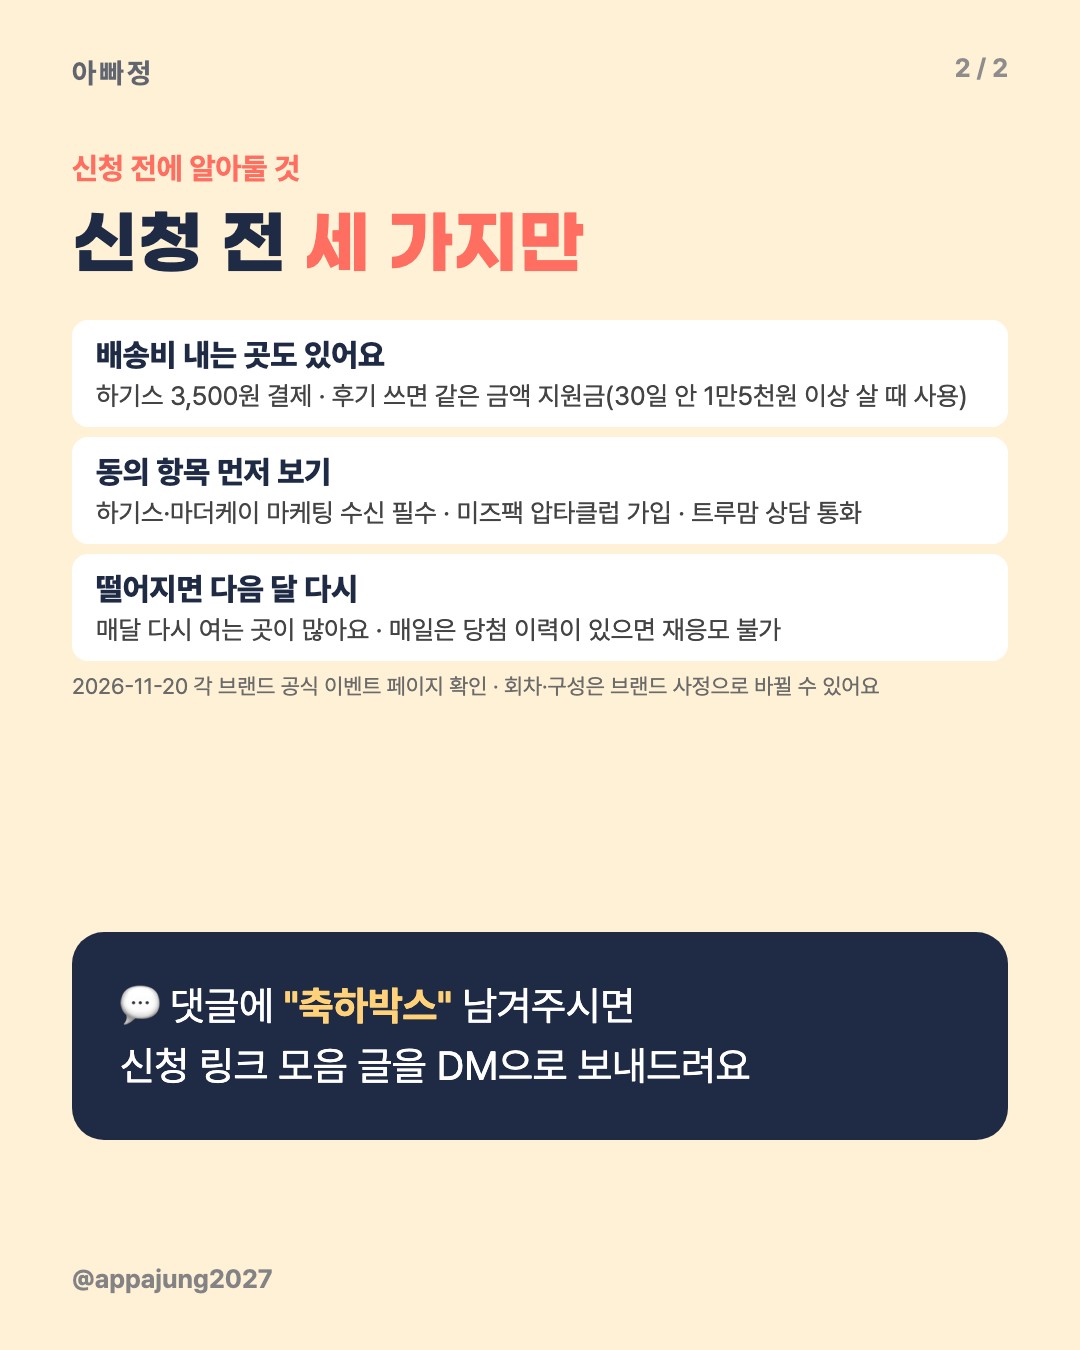 아빠정
2 / 2
신청 전에 알아둘 것
신청 전 세 가지만
배송비 내는 곳도 있어요
하기스 3,500원 결제 · 후기 쓰면 같은 금액 지원금(30일 안 1만5천원 이상 살 때 사용)
동의 항목 먼저 보기
하기스·마더케이 마케팅 수신 필수 · 미즈팩 압타클럽 가입 · 트루맘 상담 통화
떨어지면 다음 달 다시
매달 다시 여는 곳이 많아요 · 매일은 당첨 이력이 있으면 재응모 불가
2026-11-20 각 브랜드 공식 이벤트 페이지 확인 · 회차·구성은 브랜드 사정으로 바뀔 수 있어요
💬 댓글에 "축하박스" 남겨주시면
신청 링크 모음 글을 DM으로 보내드려요
@appajung2027